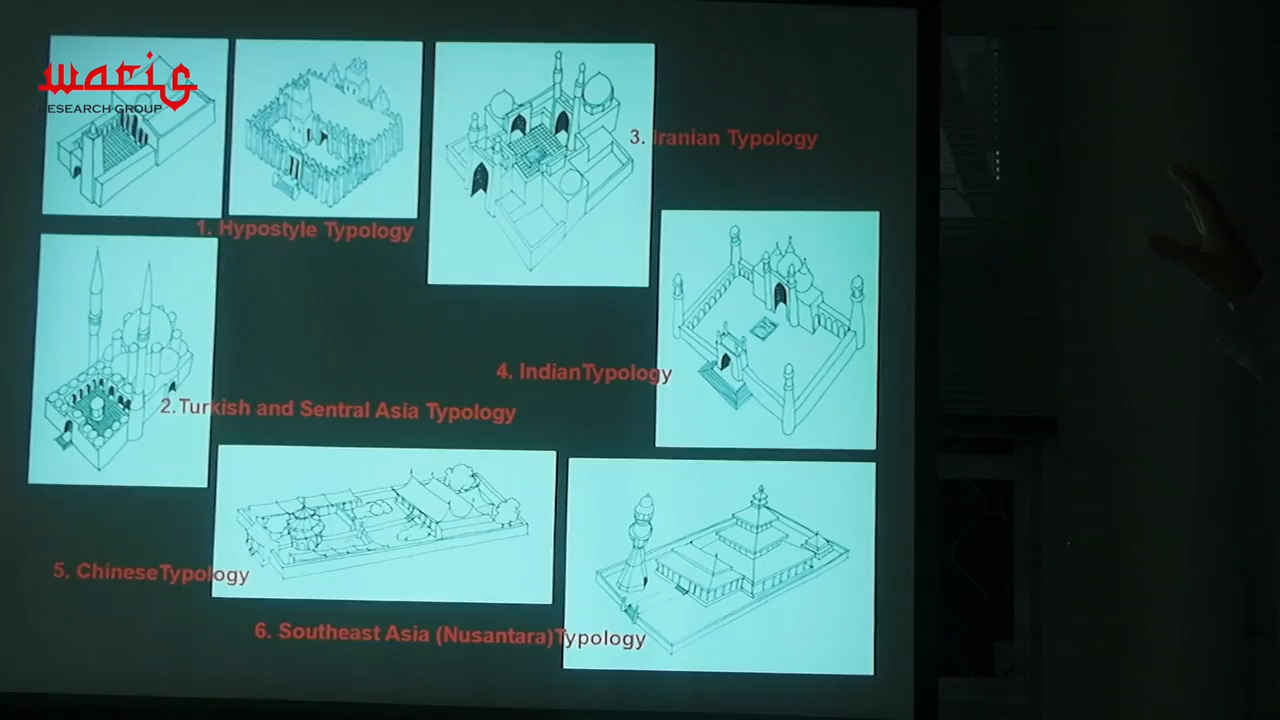 waris
RESEARCH GROUP
1. Hypostyle Typology
3. Iranian Typology
4. IndianTypology
2.Turkish and Sentral Asia Typology
5. ChineseTypology
6. Southeast Asia (Nusantara)Typology